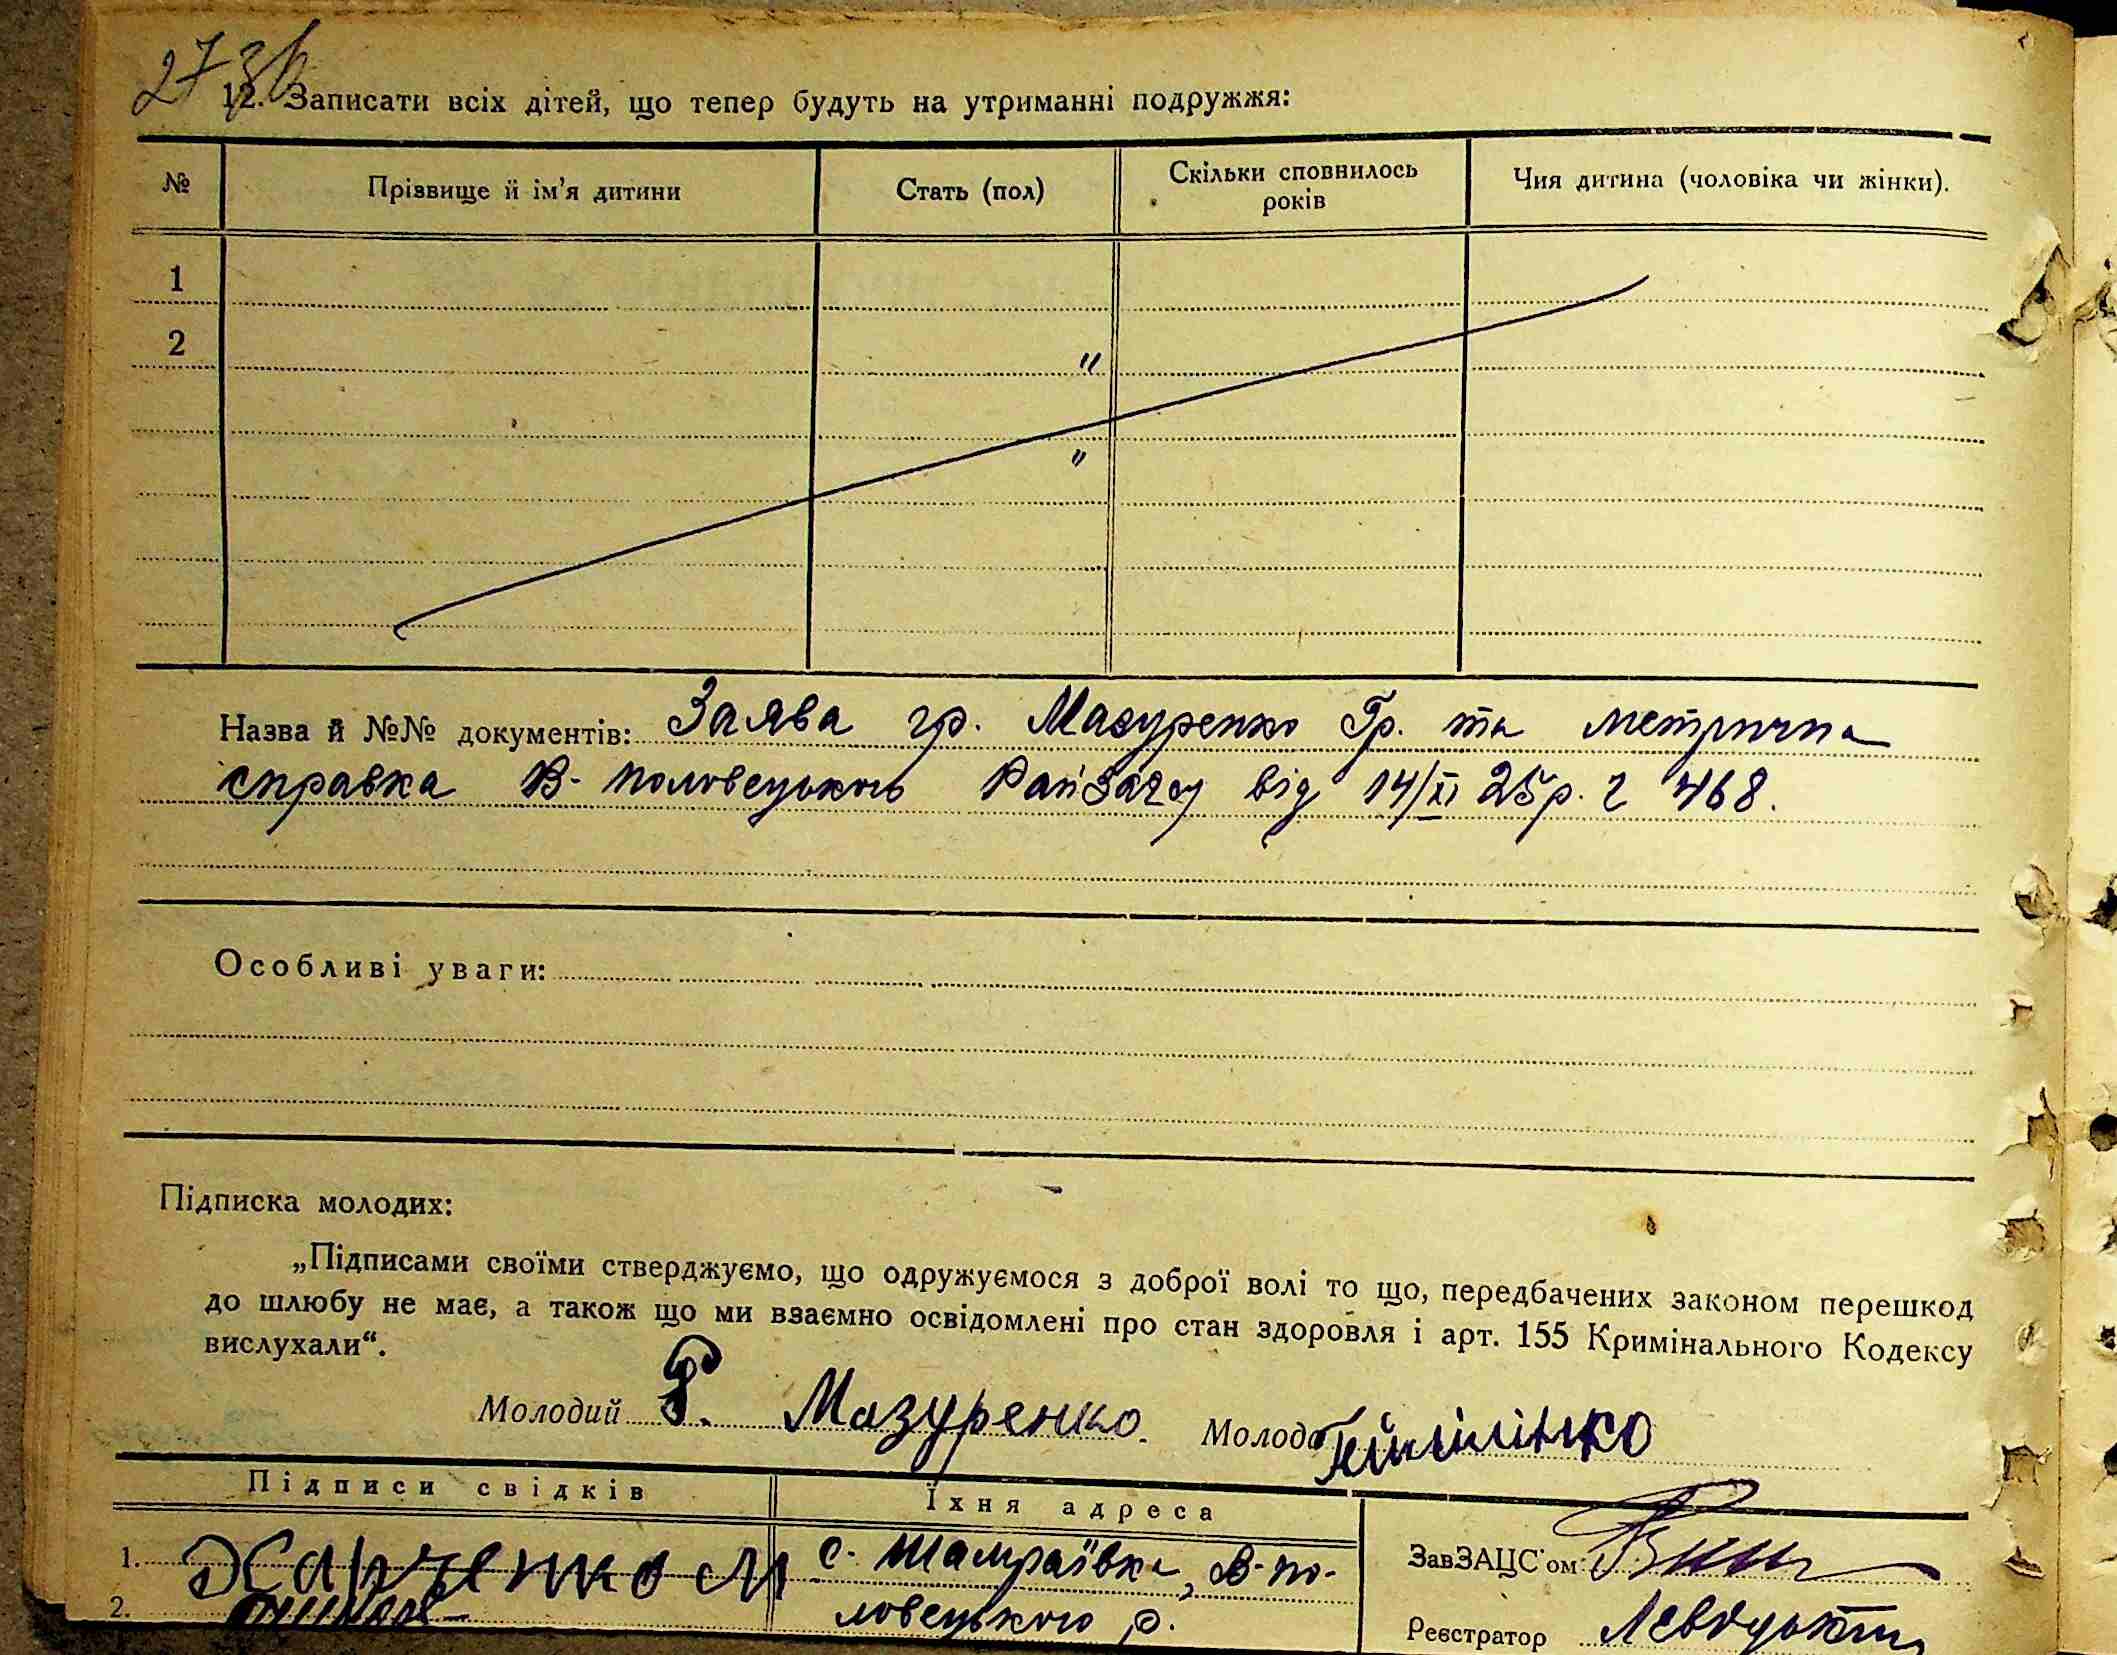 273
12. Записати всіх дітей, що тепер будуть на утриманні подружжя:
№ Прізвище й ім'я дитини Стать (пол) Скільки сповнилось років Чия дитина (чоловіка чи жінки).
1
2 "
"
Назва й №№ документів: Заява гр. Мазуренко Гр. та метрична
справка В-половецького Райзагсу від 14/XI 25р. г 468.
Особливі уваги:
Підписка молодих:
„Підписами своїми стверджуємо, що одружуємося з доброї волі то що, передбачених законом перешкод
до шлюбу не має, а також що ми взаємно освідомлені про стан здоровля і арт. 155 Кримінального Кодексу
вислухали“.
Молодий Г. Мазуренко. Молода
Підписи свідків Їхня адреса
1. Харченко М с. Шамраївка, В-по-
ЗавЗАЦС'ом:
2. ловецького р.
Реєстратор